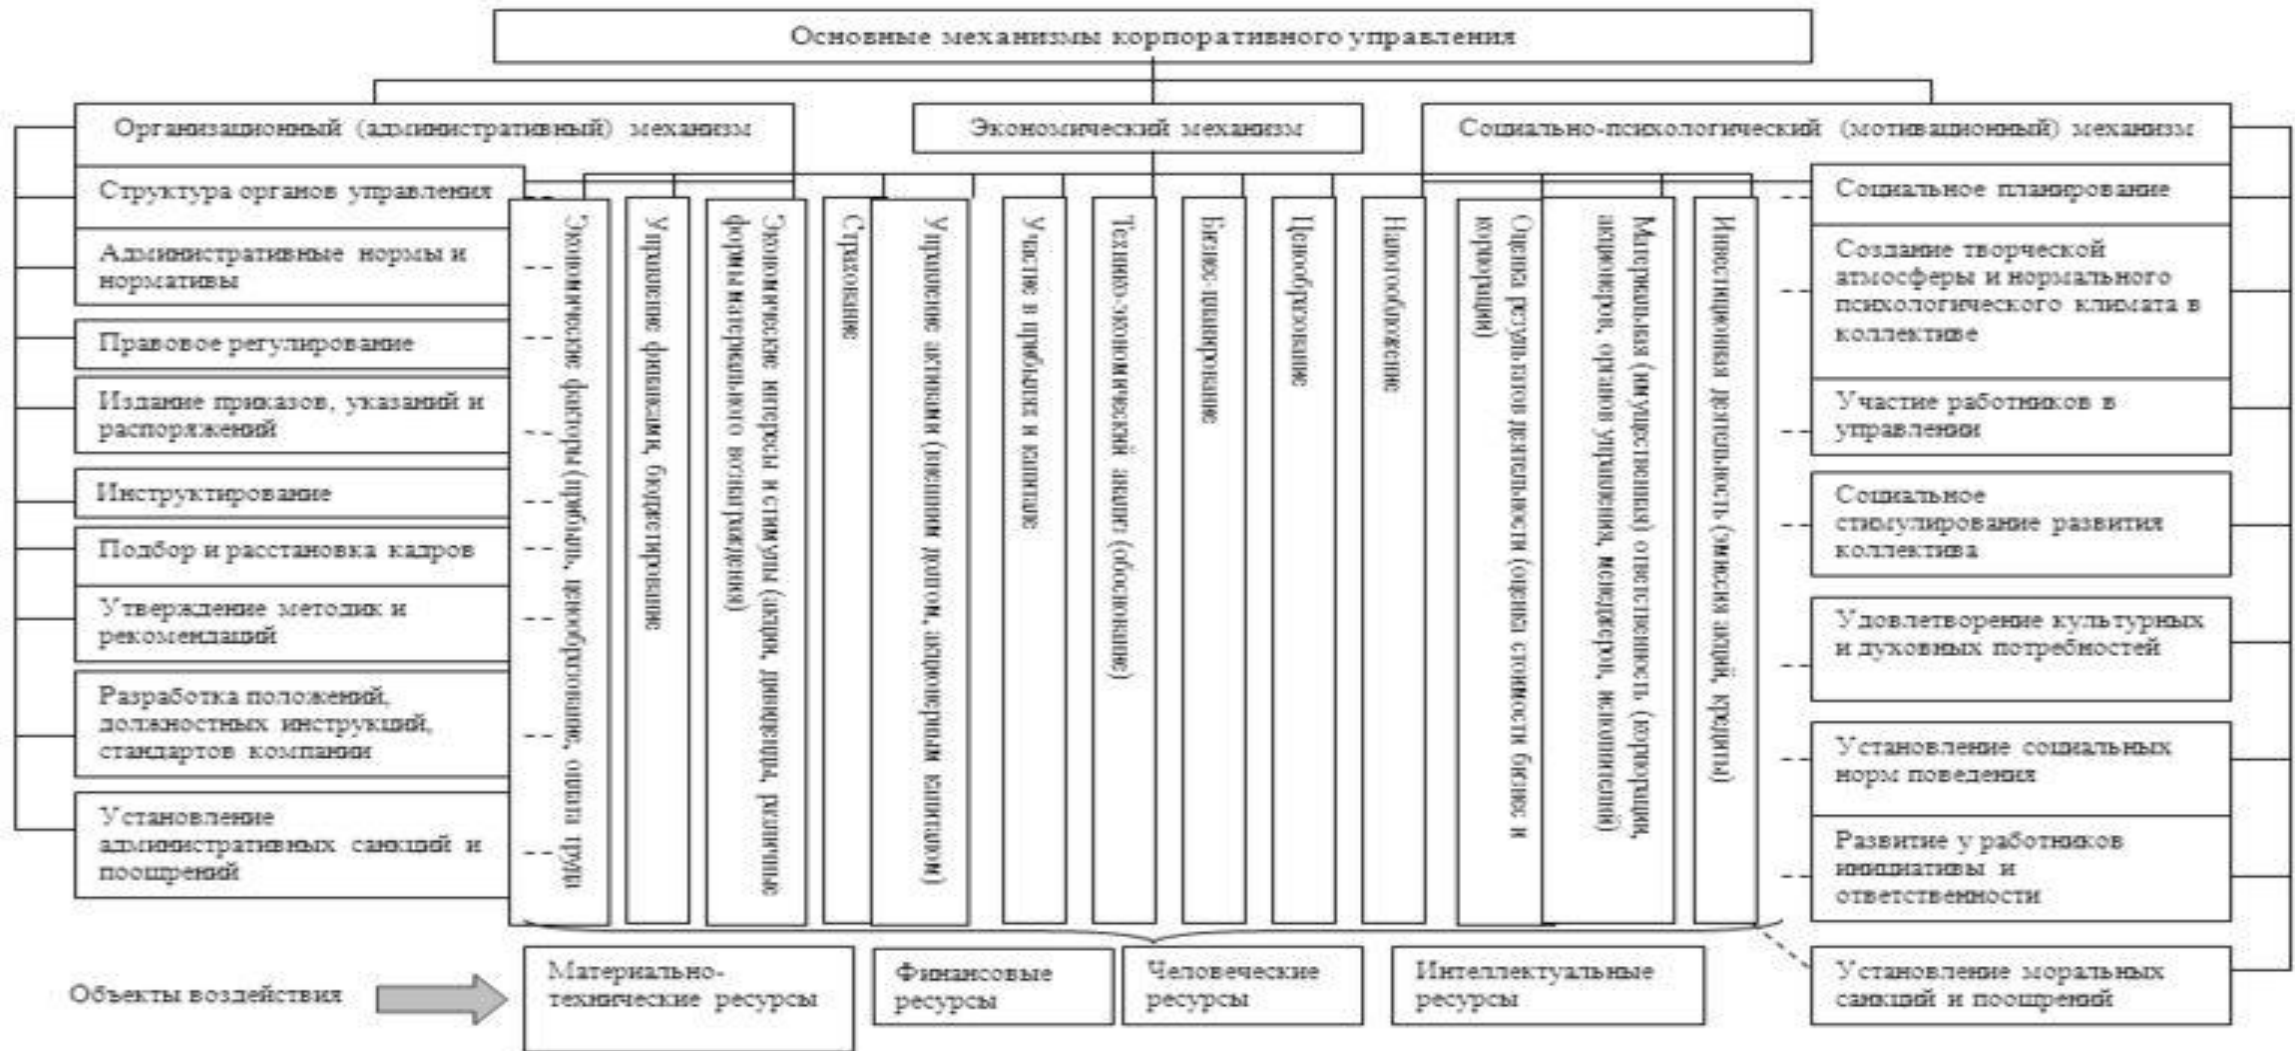 Основные механизмы корпоративного управления
Организационный (административный) механизм
Экономический механизм
Социально-психологический (мотивационный) механизм
Структура органов управления
Административные нормы и
нормативы
Правовое регулирование
Издание приказов, указаний и
распоряжений
Инструктирование
Подбор и расстановка кадров
Утверждение методик и
рекомендаций
Разработка положений,
должностных инструкций,
стандартов компании
Установление
административных санкций и
поощрений
Экономические факторы (прибыль, ценообразование, оплата труда
Управление финансами, бюджетирование
Экономические интересы и стимулы (акции, дивиденды, различные
формы материального вознаграждения)
Страхование
Управление активами (внешним долгом, акционерным капиталом)
Участие в прибылях и капитале
Технико-экономический анализ (обоснование)
Бизнес-планирование
Ценообразование
Налогообложение
Оценка результатов деятельности (оценка стоимости бизнес и
корпорации)
Материальная (имущественная) ответственность (корпорации,
акционеров, органов управления, менеджеров, исполнителей)
Инвестиционная деятельность (эмиссия акций, кредиты)
Социальное планирование
Создание творческой
атмосферы и нормального
психологического климата в
коллективе
Участие работников в
управлении
Социальное
стимулирование развития
коллектива
Удовлетворение культурных
и духовных потребностей
Установление социальных
норм поведения
Развитие у работников
инициативы и
ответственности
Установление моральных
санкций и поощрений
Объекты воздействия
Материально-
технические ресурсы
Финансовые
ресурсы
Человеческие
ресурсы
Интеллектуальные
ресурсы